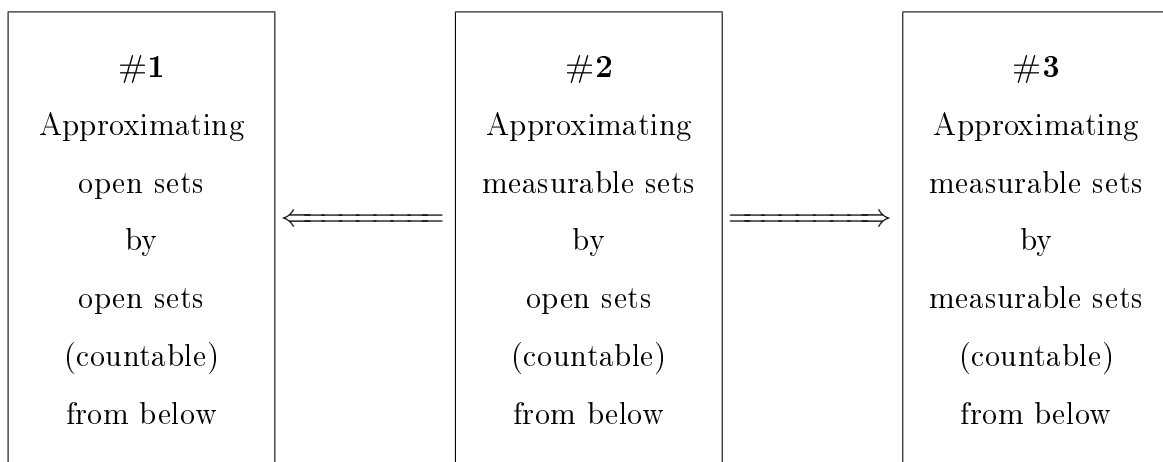 #1
Approximating
open sets
by
open sets
(countable)
from below
#2
Approximating
measurable sets
by
open sets
(countable)
from below
#3
Approximating
measurable sets
by
measurable sets
(countable)
from below